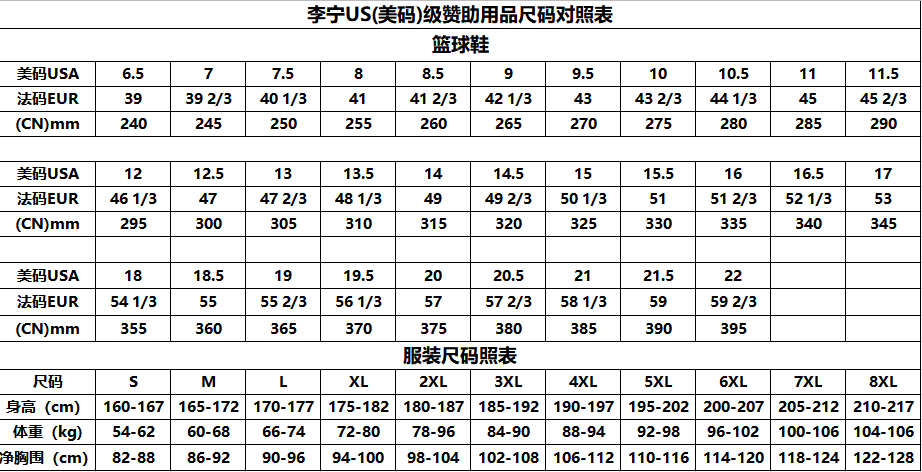 李宁US(美码)级赞助用品尺码对照表
篮球鞋
美码USA 6.5 7 7.5 8 8.5 9 9.5 10 10.5 11 11.5
法码EUR 39 39 2/3 40 1/3 41 41 2/3 42 1/3 43 43 2/3 44 1/3 45 45 2/3
(CN)mm 240 245 250 255 260 265 270 275 280 285 290
美码USA 12 12.5 13 13.5 14 14.5 15 15.5 16 16.5 17
法码EUR 46 1/3 47 47 2/3 48 1/3 49 49 2/3 50 1/3 51 51 2/3 52 1/3 53
(CN)mm 295 300 305 310 315 320 325 330 335 340 345
美码USA 18 18.5 19 19.5 20 20.5 21 21.5 22
法码EUR 54 1/3 55 55 2/3 56 1/3 57 57 2/3 58 1/3 59 59 2/3
(CN)mm 355 360 365 370 375 380 385 390 395
服装尺码照表
尺码 S M L XL 2XL 3XL 4XL 5XL 6XL 7XL 8XL
身高（cm） 160-167 165-172 170-177 175-182 180-187 185-192 190-197 195-202 200-207 205-212 210-217
体重（kg) 54-62 60-68 66-74 72-80 78-96 84-90 88-94 92-98 96-102 100-106 104-106
净胸围（cm） 82-88 86-92 90-96 94-100 98-104 102-108 106-112 110-116 114-120 118-124 122-128